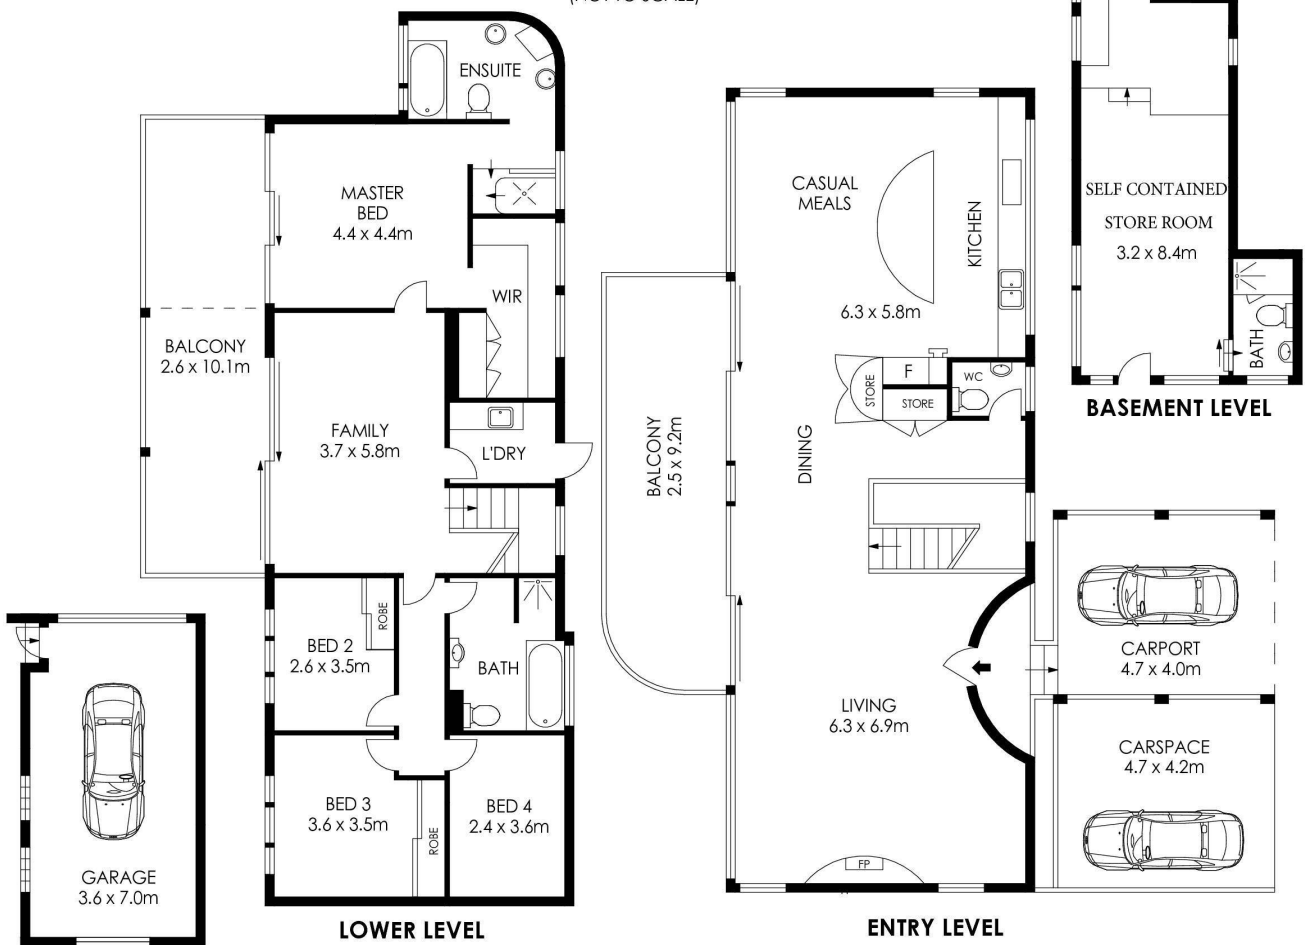 ENSUITE
MASTER
BED
4.4 x 4.4m
WIR
BALCONY
2.6 x 10.1m
FAMILY
3.7 x 5.8m
L'DRY
BED 2
2.6 x 3.5m
ROBE
BATH
BED 3
3.6 x 3.5m
ROBE
BED 4
2.4 x 3.6m
GARAGE
3.6 x 7.0m
LOWER LEVEL
CASUAL
MEALS
KITCHEN
6.3 x 5.8m
F
WC
STORE
STORE
DINING
BALCONY
2.5 x 9.2m
LIVING
6.3 x 6.9m
FP
CARPORT
4.7 x 4.0m
CARSPACE
4.7 x 4.2m
ENTRY LEVEL
SELF CONTAINED
STORE ROOM
3.2 x 8.4m
BATH
BASEMENT LEVEL